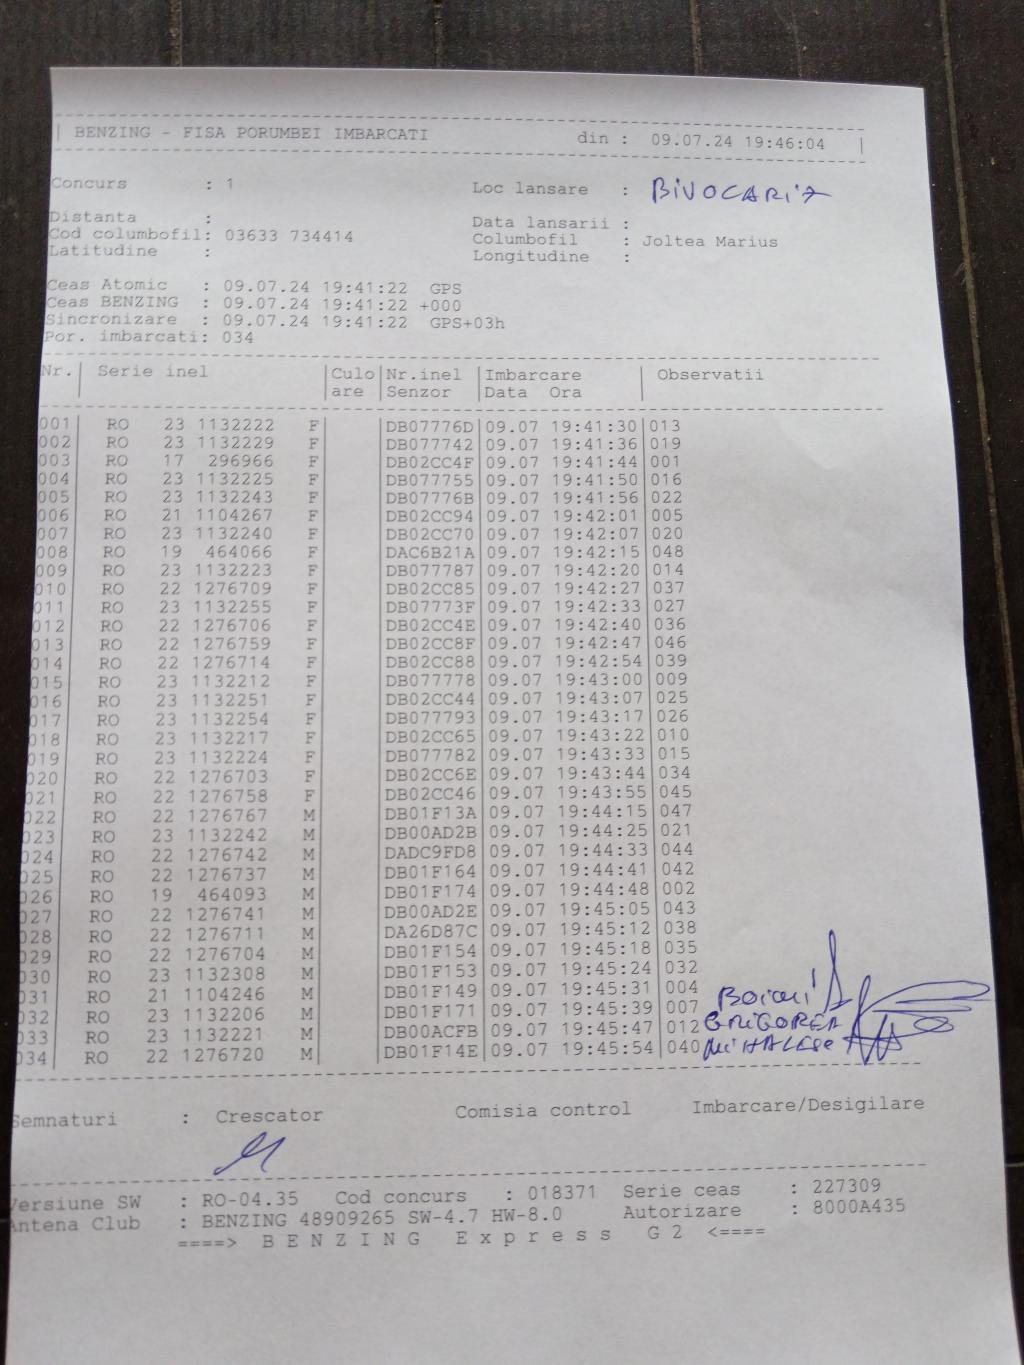 BENZING - FISA PORUMBEI IMBARCATI din : 09.07.24 19:46:04 |
Concurs : 1 Loc lansare : BIVOCARIA
Distanta : Data lansarii :
Cod columbofil: 03633 734414 Columbofil : Joltea Marius
Latitudine : Longitudine :
Ceas Atomic : 09.07.24 19:41:22 GPS
Ceas BENZING : 09.07.24 19:41:22 +000
Sincronizare : 09.07.24 19:41:22 GPS+03h
Por. imbarcati: 034
Nr.| Serie inel |Culo|Nr.inel |Imbarcare | Observatii
|are |Senzor |Data Ora |
001| RO 23 1132222 F| |DB07776D|09.07 19:41:30|013
002| RO 23 1132229 F| |DB077742|09.07 19:41:36|019
003| RO 17 296966 F| |DB02CC4F|09.07 19:41:44|001
004| RO 23 1132225 F| |DB077755|09.07 19:41:50|016
005| RO 23 1132243 F| |DB07776B|09.07 19:41:56|022
006| RO 21 1104267 F| |DB02CC94|09.07 19:42:01|005
007| RO 23 1132240 F| |DB02CC70|09.07 19:42:07|020
008| RO 19 464066 F| |DAC6B21A|09.07 19:42:15|048
009| RO 23 1132223 F| |DB077787|09.07 19:42:20|014
010| RO 22 1276709 F| |DB02CC85|09.07 19:42:27|037
011| RO 23 1132255 F| |DB07773F|09.07 19:42:33|027
012| RO 22 1276706 F| |DB02CC4E|09.07 19:42:40|036
013| RO 22 1276759 F| |DB02CC8F|09.07 19:42:47|046
014| RO 22 1276714 F| |DB02CC88|09.07 19:42:54|039
015| RO 23 1132212 F| |DB077778|09.07 19:43:00|009
016| RO 23 1132251 F| |DB02CC44|09.07 19:43:07|025
017| RO 23 1132254 F| |DB077793|09.07 19:43:17|026
018| RO 23 1132217 F| |DB02CC65|09.07 19:43:22|010
019| RO 23 1132224 F| |DB077782|09.07 19:43:33|015
020| RO 22 1276703 F| |DB02CC6E|09.07 19:43:44|034
021| RO 22 1276758 F| |DB02CC46|09.07 19:43:55|045
022| RO 22 1276767 M| |DB01F13A|09.07 19:44:15|047
023| RO 23 1132242 M| |DB00AD2B|09.07 19:44:25|021
024| RO 22 1276742 M| |DADC9FD8|09.07 19:44:33|044
025| RO 22 1276737 M| |DB01F164|09.07 19:44:41|042
026| RO 19 464093 M| |DB01F174|09.07 19:44:48|002
027| RO 22 1276741 M| |DB00AD2E|09.07 19:45:05|043
028| RO 22 1276711 M| |DA26D87C|09.07 19:45:12|038
029| RO 22 1276704 M| |DB01F154|09.07 19:45:18|035
030| RO 23 1132308 M| |DB01F153|09.07 19:45:24|032
031| RO 21 1104246 M| |DB01F149|09.07 19:45:31|004
032| RO 23 1132206 M| |DB01F171|09.07 19:45:39|007
033| RO 23 1132221 M| |DB00ACFB|09.07 19:45:47|012 GRIGOREA
034| RO 22 1276720 M| |DB01F14E|09.07 19:45:54|040
Semnaturi : Crescator Comisia control Imbarcare/Desigilare
Versiune SW : RO-04.35 Cod concurs : 018371 Serie ceas : 227309
Antena Club : BENZING 48909265 SW-4.7 HW-8.0 Autorizare : 8000A435
====> B E N Z I N G E x p r e s s G 2 <====